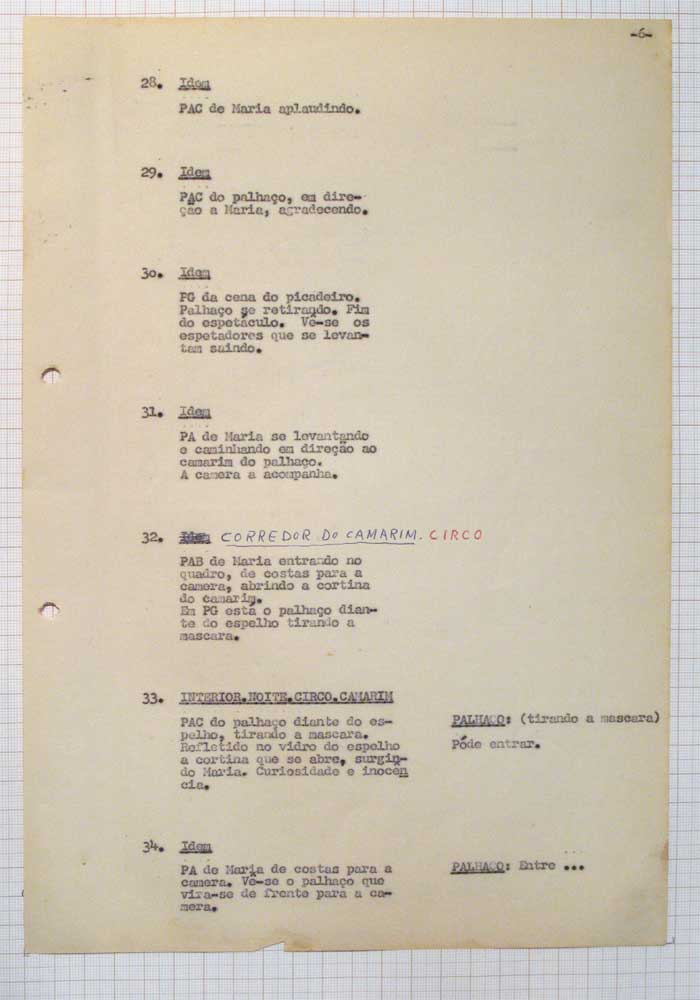 -6-
28. Idem
PAC de Maria aplaudindo.
29. Idem
PAC do palhaço, em dire-
ção a Maria, agradecendo.
30. Idem
PG da cena do picadeiro.
Palhaço se retirando. Fim
do espetáculo. Vê-se os
espetadores que se levan-
tam saindo.
31. Idem
PA de Maria se levantando
e caminhando em direção ao
camarim do palhaço.
A camera a acompanha.
32. Idem CORREDOR DO CAMARIM. CIRCO
PAB de Maria entrando no
quadro, de costas para a
camera, abrindo a cortina
do camarim.
Em PG está o palhaço dian-
te do espelho tirando a
mascara.
33. INTERIOR.NOITE.CIRCO.CAMARIM
PAC do palhaço diante do es-
pelho, tirando a mascara.
Refletido no vidro do espelho
a cortina que se abre, surgin-
do Maria. Curiosidade e inocen
cia.
PALHAÇO: (tirando a mascara)
Póde entrar.
34. Idem
PA de Maria de costas para a
camera. Vê-se o palhaço que
vira-se de frente para a ca-
mera.
PALHAÇO: Entre ...